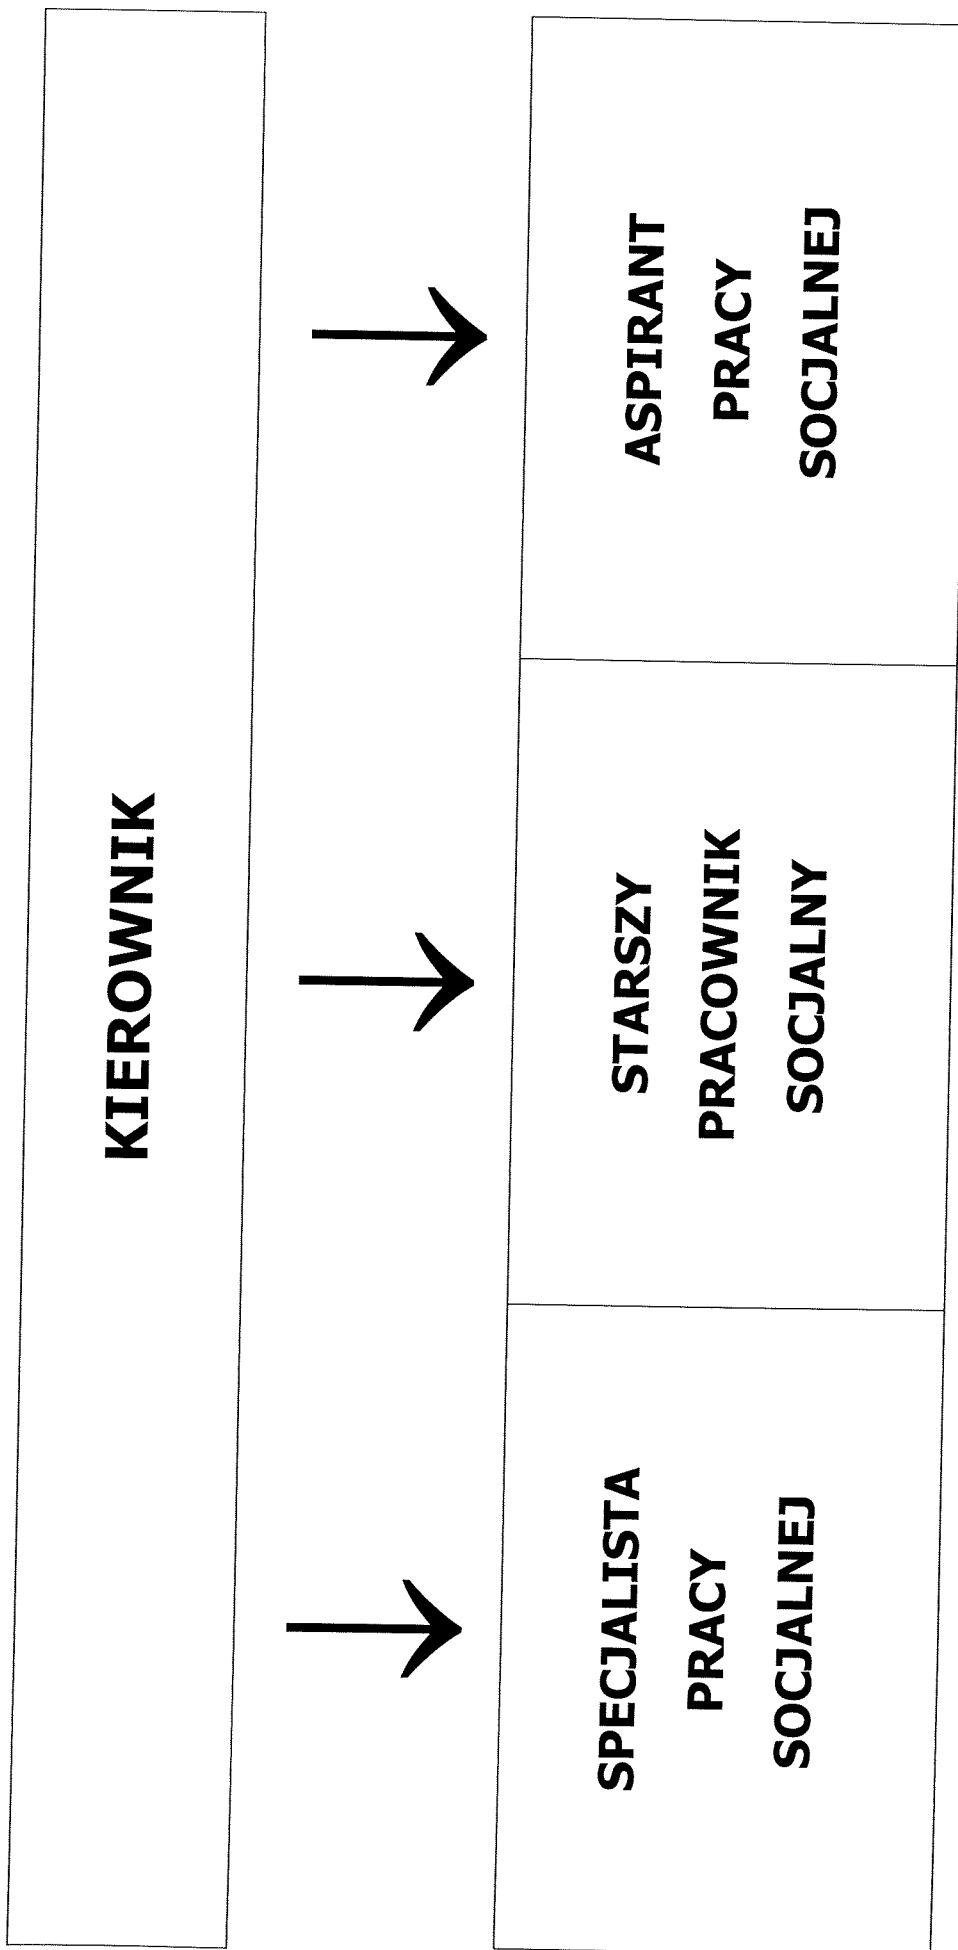 KIEROWNIK
SPECJALISTA
PRACY
SOCJALNEJ
STARSZY
PRACOWNIK
SOCJALNY
ASPIRANT
PRACY
SOCJALNEJ